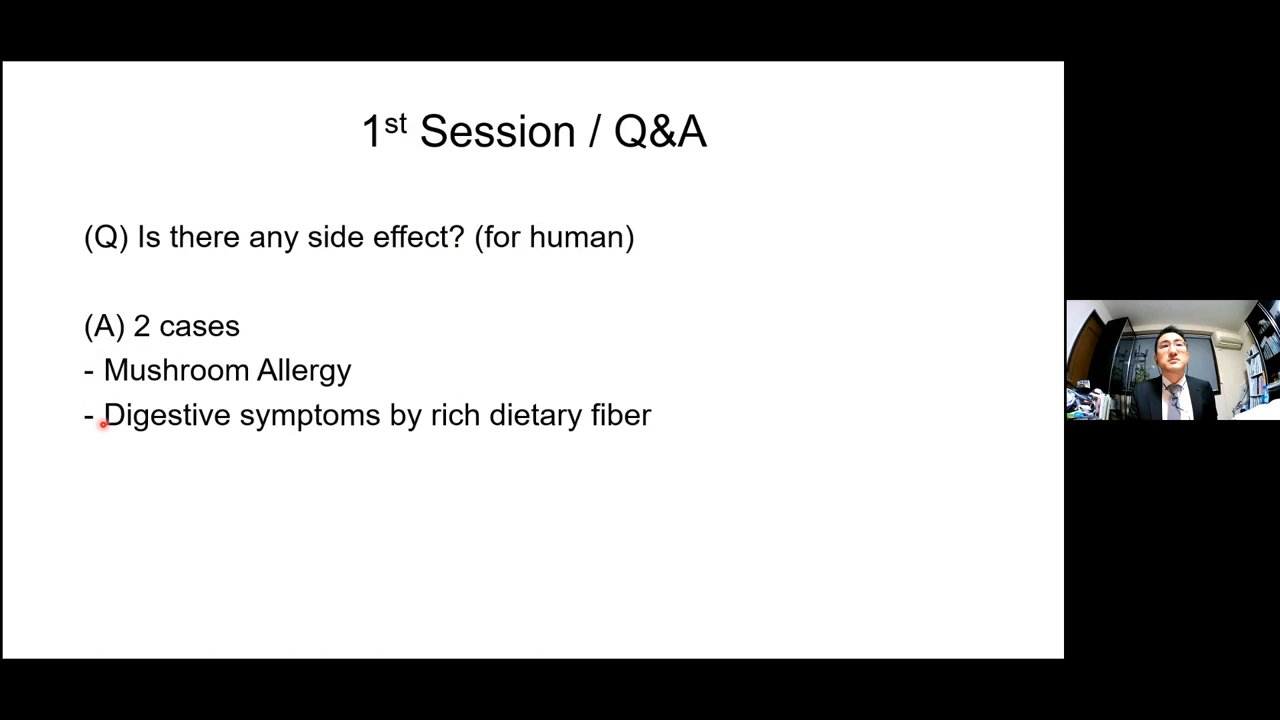 1st Session / Q&A
(Q) Is there any side effect? (for human)
(A) 2 cases
- Mushroom Allergy
- Digestive symptoms by rich dietary fiber